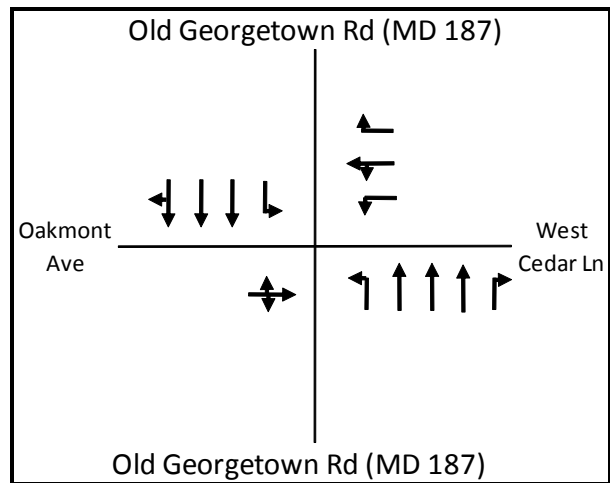 Old Georgetown Rd (MD 187)
Oakmont
Ave
West
Cedar Ln
Old Georgetown Rd (MD 187)